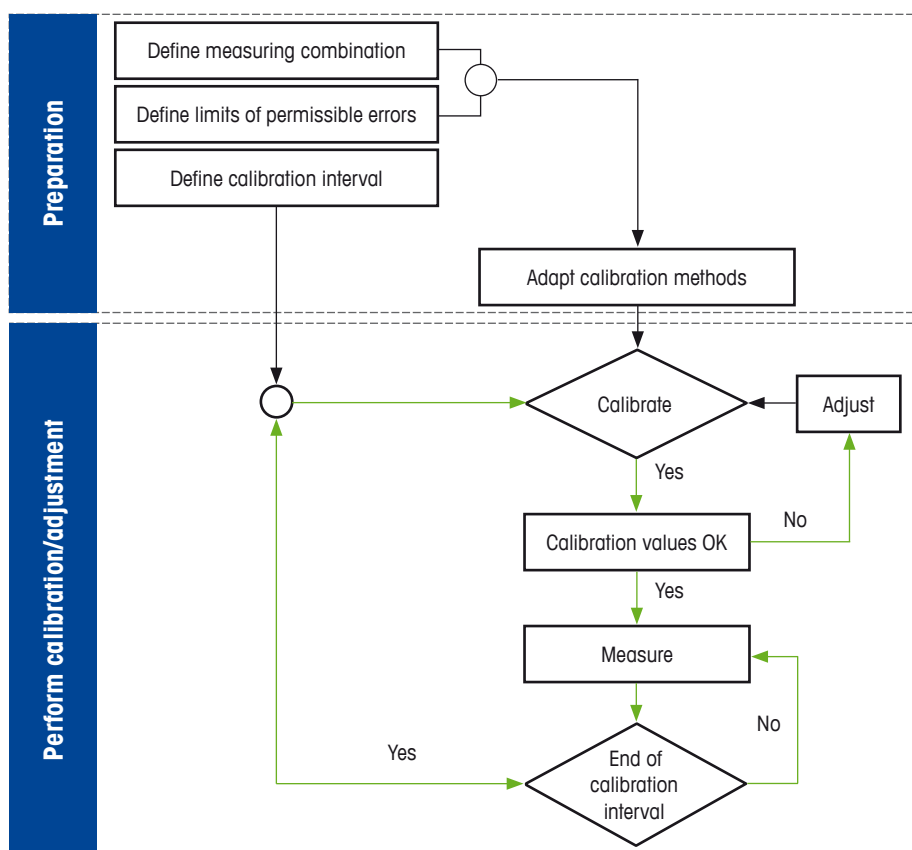 Preparation
Define measuring combination
Define limits of permissible errors
Define calibration interval
Adapt calibration methods
Perform calibration/adjustment
Calibrate
Adjust
Yes
No
Calibration values OK
Yes
Measure
No
Yes
End of
calibration
interval